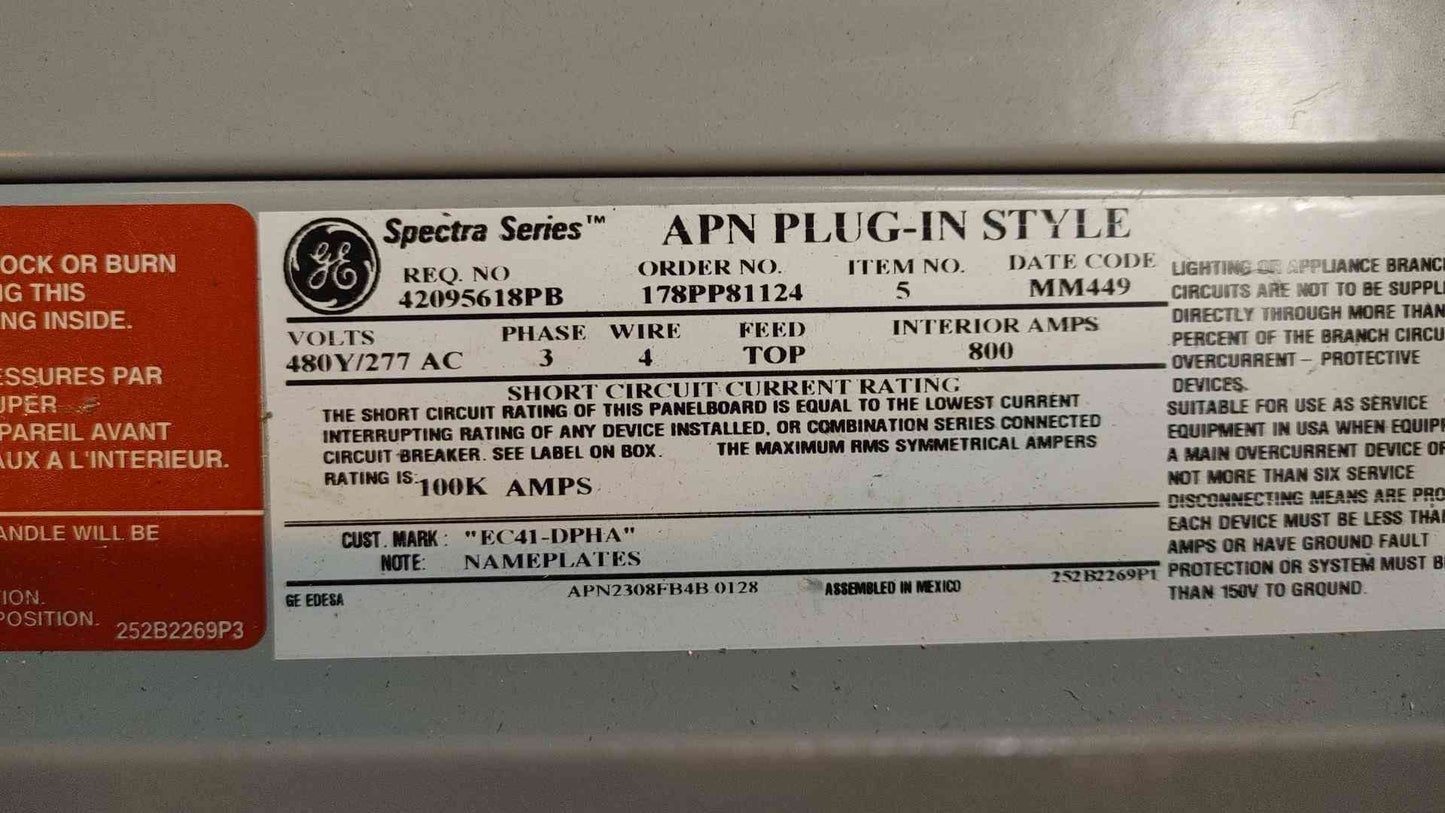 OCK OR BURN
NG THIS
NG INSIDE.
ESSURES PAR
UPER
PAREIL AVANT
AUX A L'INTERIEUR.
ANDLE WILL BE
ION.
POSITION.
252B2269P3
GE Spectra Series™ APN PLUG-IN STYLE
REQ. NO ORDER NO. ITEM NO. DATE CODE
42095618PB 178PP81124 5 MM449
VOLTS PHASE WIRE FEED INTERIOR AMPS
480Y/277 AC 3 4 TOP 800
SHORT CIRCUIT CURRENT RATING
THE SHORT CIRCUIT RATING OF THIS PANELBOARD IS EQUAL TO THE LOWEST CURRENT
INTERRUPTING RATING OF ANY DEVICE INSTALLED, OR COMBINATION SERIES CONNECTED
CIRCUIT BREAKER. SEE LABEL ON BOX. THE MAXIMUM RMS SYMMETRICAL AMPERS
RATING IS: 100K AMPS
CUST. MARK : "EC41-DPHA"
NOTE: NAMEPLATES
252B2269P1
GE EDESA APN2308FB4B 0128 ASSEMBLED IN MEXICO
LIGHTING OR APPLIANCE BRANC
CIRCUITS ARE NOT TO BE SUPPLI
DIRECTLY THROUGH MORE THAN
PERCENT OF THE BRANCH CIRCU
OVERCURRENT - PROTECTIVE
DEVICES.
SUITABLE FOR USE AS SERVICE
EQUIPMENT IN USA WHEN EQUIP
A MAIN OVERCURRENT DEVICE OR
NOT MORE THAN SIX SERVICE
DISCONNECTING MEANS ARE PRO
EACH DEVICE MUST BE LESS THA
AMPS OR HAVE GROUND FAULT
PROTECTION OR SYSTEM MUST B
THAN 150V TO GROUND.